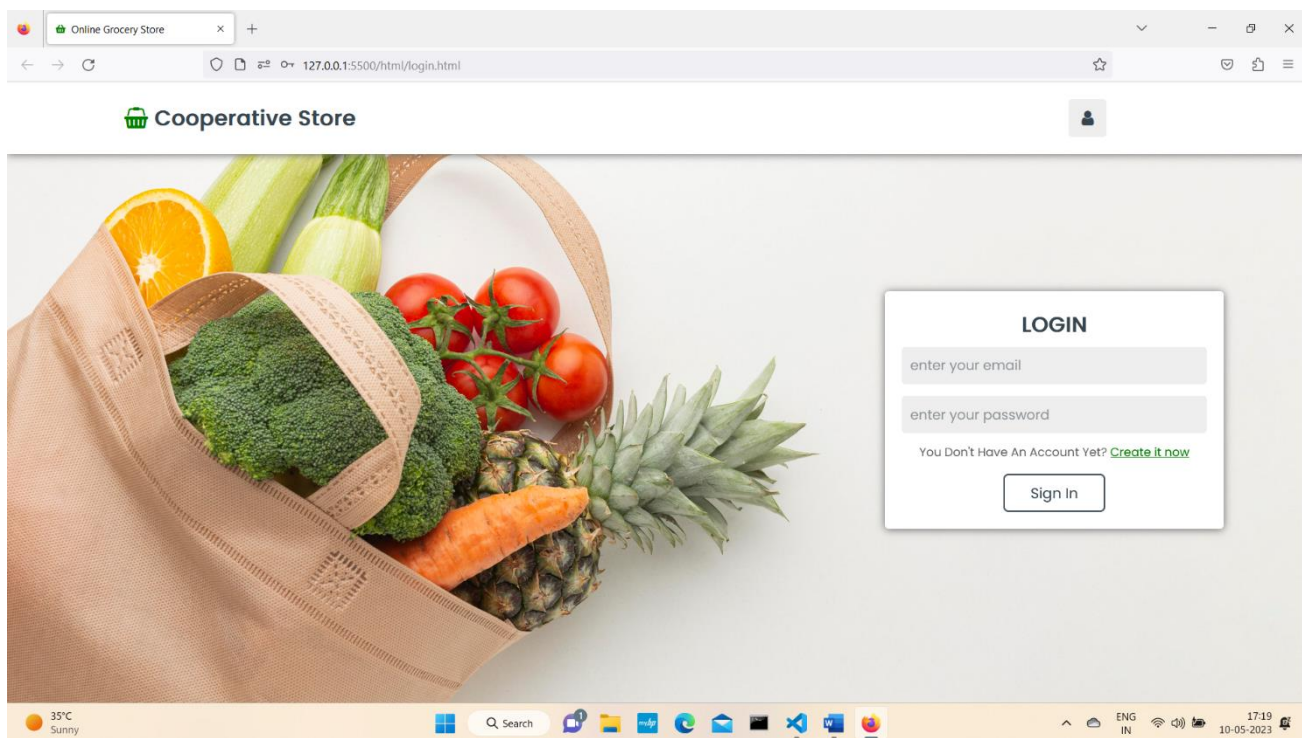 Online Grocery Store
127.0.0.1:5500/html/login.html
Cooperative Store
LOGIN
enter your email
enter your password
You Don't Have An Account Yet? Create it now
Sign In
35°C
Sunny
Search
1
myhp
W
ENG
IN
17:19
10-05-2023